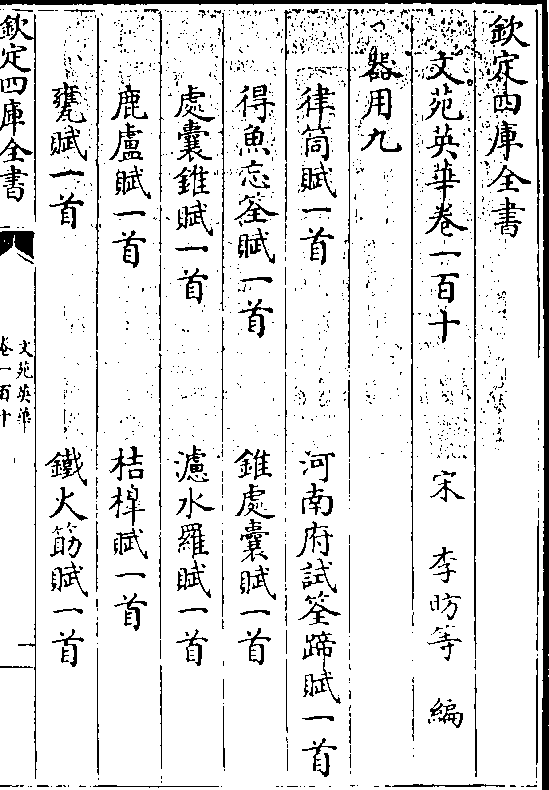 欽定四庫全書
文苑英華卷一百十
宋 李昉等 編
器用九
律筒賦一首
河南府試筌蹄賦一首
得魚忘筌賦一首
錐處囊賦一首
處囊錐賦一首
濾水羅賦一首
鹿盧賦一首
桔橰賦一首
甕賦一首
鐵火筯賦一首
欽定四庫全書
文苑英華
卷一百十
一